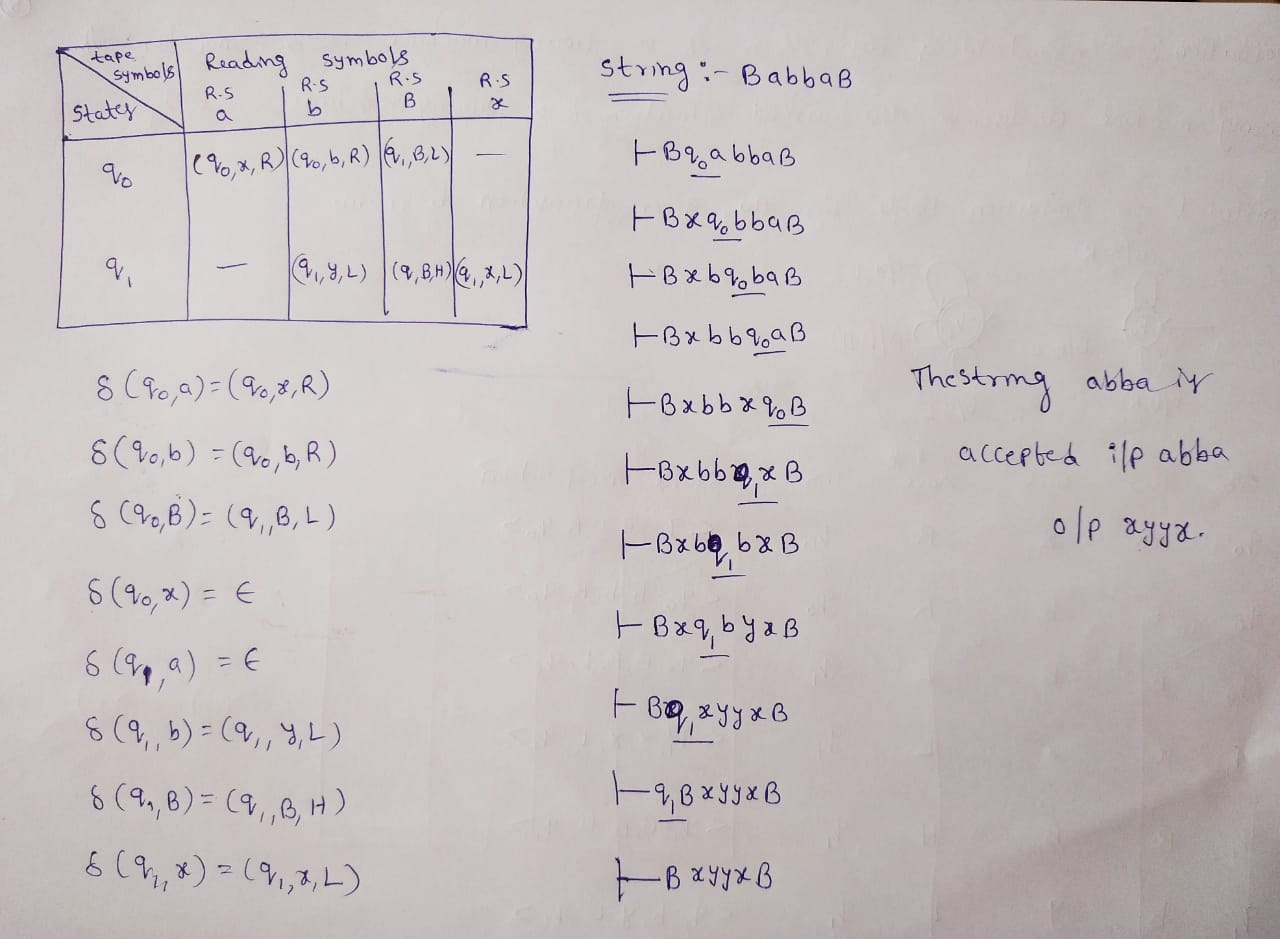 tape symbols Reading symbols
States R.S a R.S b R.S B R.S x
q₀ (q₀,x,R) (q₀,b,R) (q₁,B,L) —
q₁ — (q₁,y,L) (q,B,H) (q₁,x,L)
δ(q₀,a)=(q₀,x,R)
δ(q₀,b)=(q₀,b,R)
δ(q₀,B)=(q₁,B,L)
δ(q₀,x)=ϵ
δ(q₁,a)=ϵ
δ(q₁,b)=(q₁,y,L)
δ(q₁,B)=(q₁,B,H)
δ(q₁,x)=(q₁,x,L)
String :- BabbaB
⊢Bq₀abbaB
⊢Bxq₀bbaB
⊢Bxbq₀baB
⊢Bxbbq₀aB
⊢Bxbbxq₀B
⊢Bxbbq₁xB
⊢Bxbq₁bxB
⊢Bxq₁byxB
⊢Bq₁xyyxB
⊢q₁BxyyxB
⊢BxyyxB
The string abba is
accepted i/p abba
o/p xyyx.